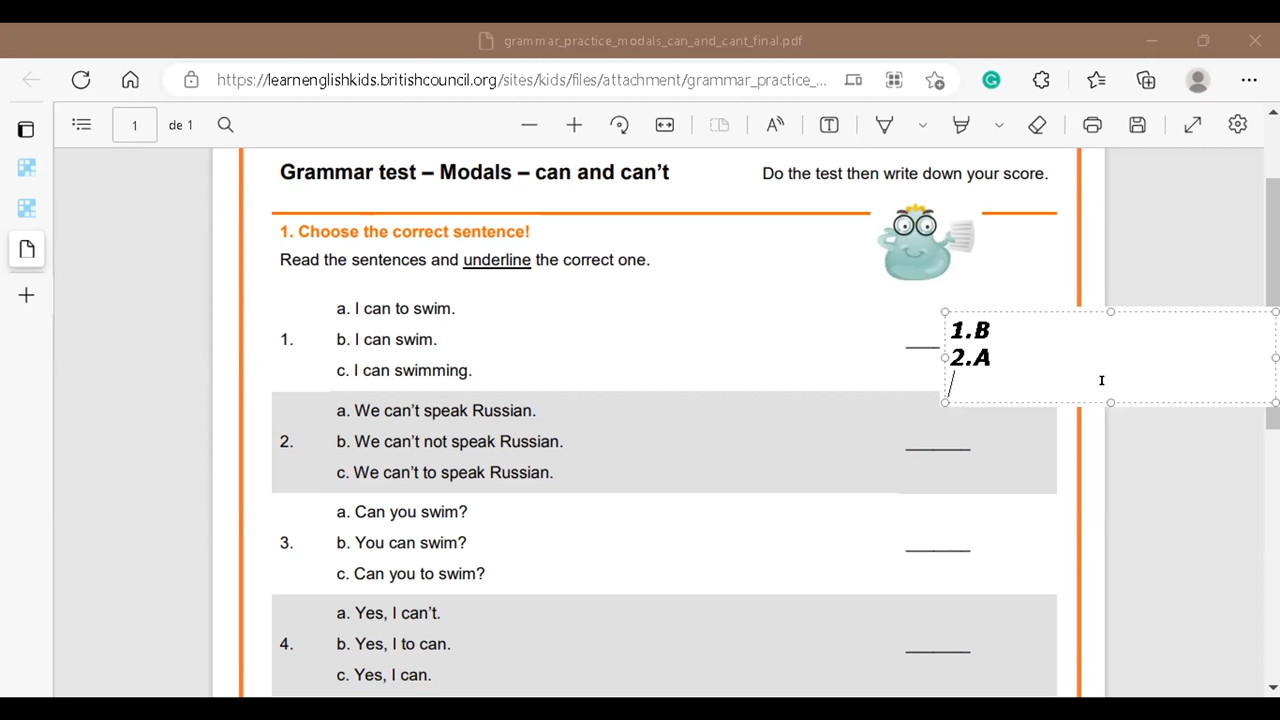 grammar_practice_modals_can_and_cant_final.pdf
https://learnenglishkids.britishcouncil.org/sites/kids/files/attachment/grammar_practice_...
1 de 1
Grammar test – Modals – can and can’t
Do the test then write down your score.
1. Choose the correct sentence!
Read the sentences and underline the correct one.
1.
a. I can to swim.
b. I can swim.
c. I can swimming.
1.B
2.A
2.
a. We can’t speak Russian.
b. We can’t not speak Russian.
c. We can’t to speak Russian.
3.
a. Can you swim?
b. You can swim?
c. Can you to swim?
4.
a. Yes, I can’t.
b. Yes, I to can.
c. Yes, I can.